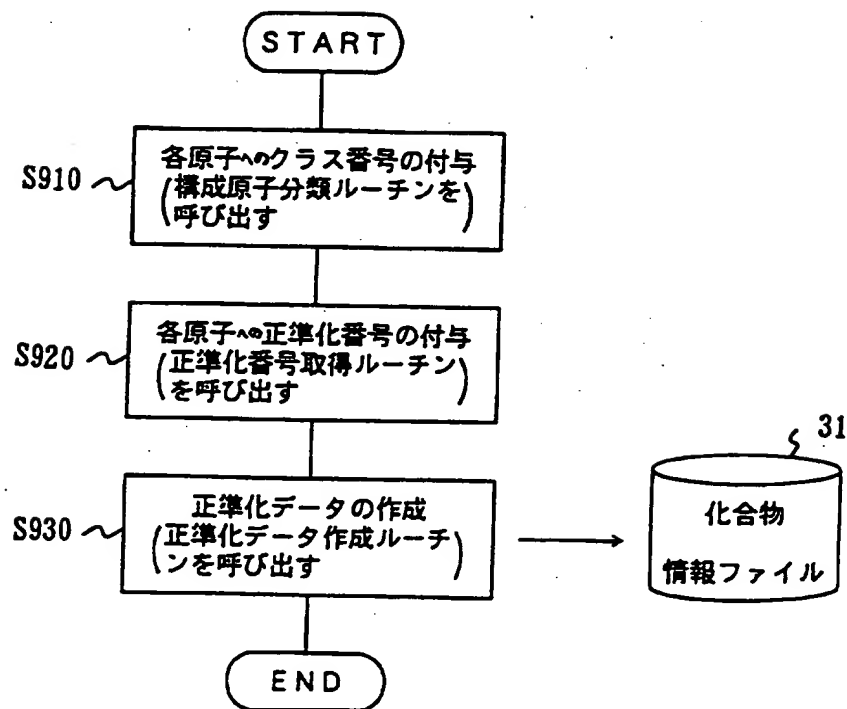 START
S910
各原子へのクラス番号の付与
(構成原子分類ルーチンを
呼び出す)
S920
各原子への正準化番号の付与
(正準化番号取得ルーチン
を呼び出す)
S930
正準化データの作成
(正準化データ作成ルーチ
ンを呼び出す)
31
化合物
情報ファイル
END